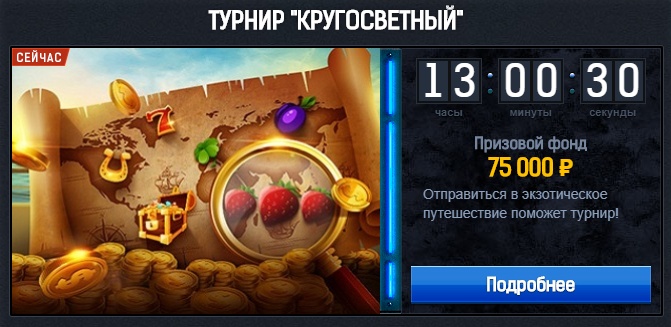 ТУРНИР "КРУГОСВЕТНЫЙ"
СЕЙЧАС
7
13:00:30
часы минуты секунды
Призовой фонд
75 000 ₽
Отправиться в экзотическое
путешествие поможет турнир!
Подробнее